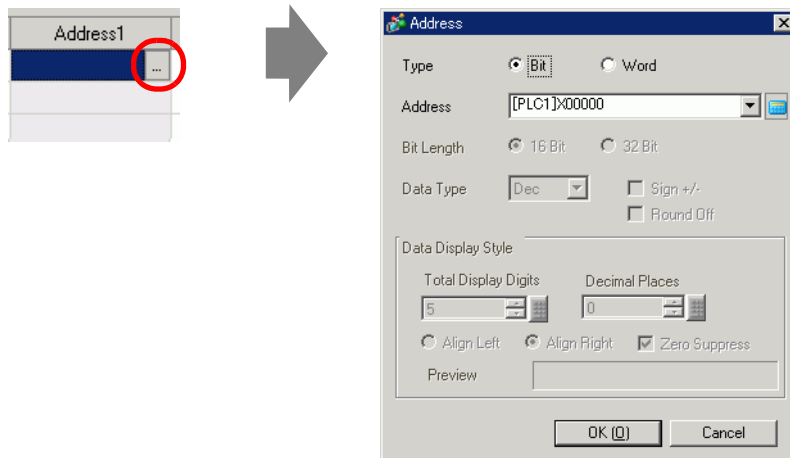 Address1
...
Address
Type Bit Word
Address [PLC1]X00000
Bit Length 16 Bit 32 Bit
Data Type Dec Sign +/-
Round Off
Data Display Style
Total Display Digits Decimal Places
5 0
Align Left Align Right Zero Suppress
Preview
OK (O) Cancel